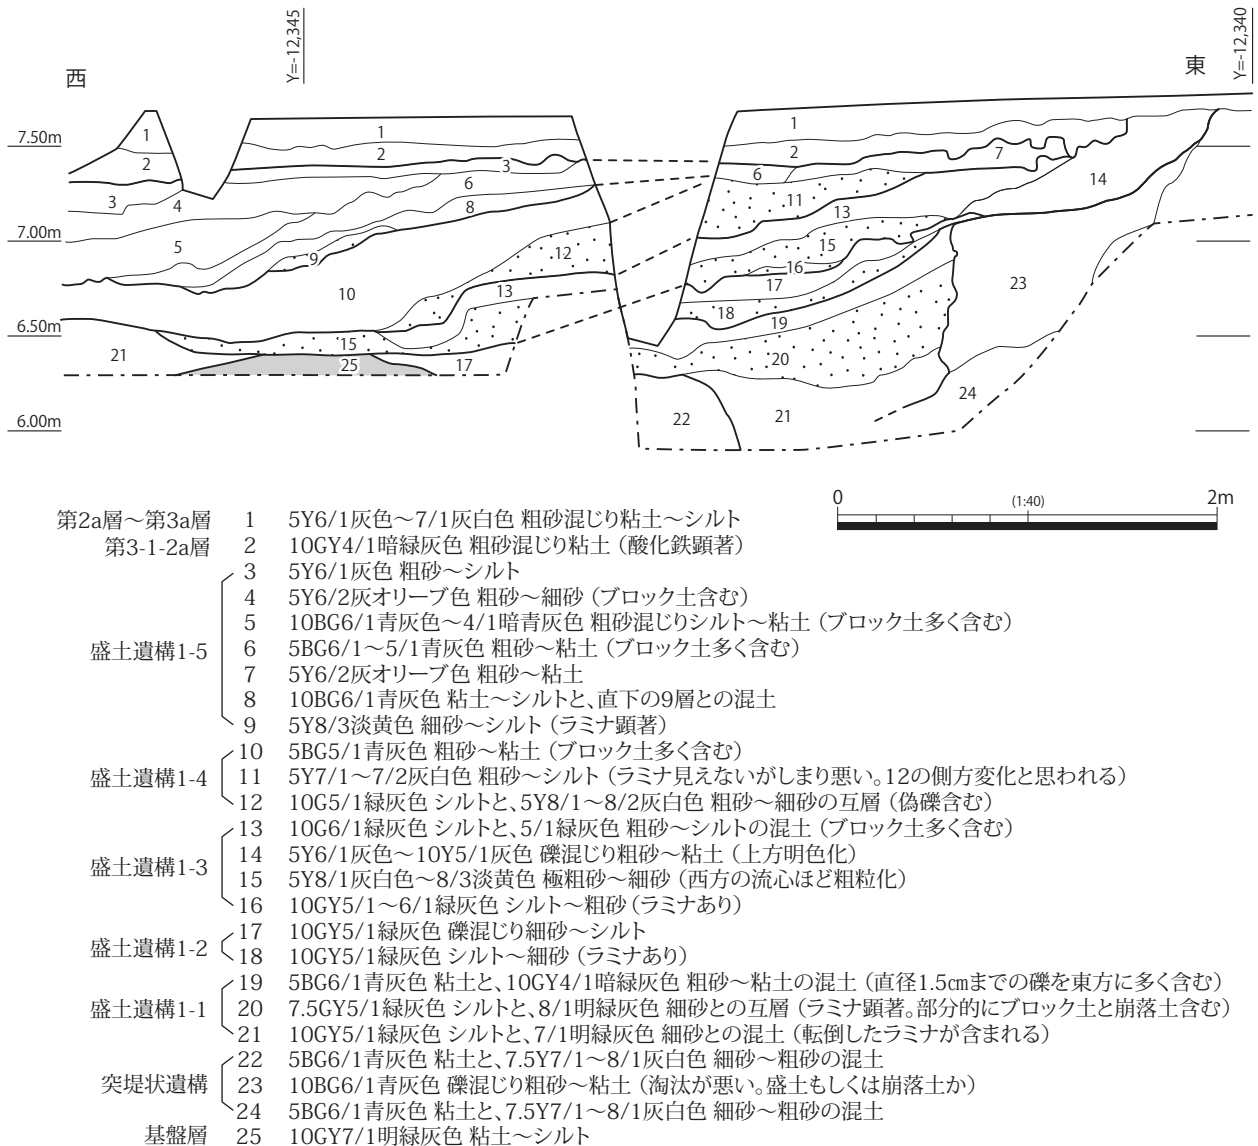 Y=-12,345
Y=-12,340
西
東
7.50m
7.00m
6.50m
6.00m
1
2
3
4
5
1
2
3
6
8
9
10
12
13
15
25
21
17
1
2
7
6
11
13
14
15
16
17
18
19
20
21
22
23
24
0
(1:40)
2m
第2a層～第3a層 1 5Y6/1灰色～7/1灰白色 粗砂混じり粘土～シルト
第3-1-2a層 2 10GY4/1暗緑灰色 粗砂混じり粘土（酸化鉄顕著）
3 5Y6/1灰色 粗砂～シルト
4 5Y6/2灰オリーブ色 粗砂～細砂（ブロック土含む）
5 10BG6/1青灰色～4/1暗青灰色 粗砂混じりシルト～粘土（ブロック土多く含む）
盛土遺構1-5 6 5BG6/1～5/1青灰色 粗砂～粘土（ブロック土多く含む）
7 5Y6/2灰オリーブ色 粗砂～粘土
8 10BG6/1青灰色 粘土～シルトと、直下の9層との混土
9 5Y8/3淡黄色 細砂～シルト（ラミナ顕著）
10 5BG5/1青灰色 粗砂～粘土（ブロック土多く含む）
盛土遺構1-4 11 5Y7/1～7/2灰白色 粗砂～シルト（ラミナ見えないがしまり悪い。12の側方変化と思われる）
12 10G5/1緑灰色 シルトと、5Y8/1～8/2灰白色 粗砂～細砂の互層（偽礫含む）
13 10G6/1緑灰色 シルトと、5/1緑灰色 粗砂～シルトの混土（ブロック土多く含む）
盛土遺構1-3 14 5Y6/1灰色～10Y5/1灰色 礫混じり粗砂～粘土（上方明色化）
15 5Y8/1灰白色～8/3淡黄色 極粗砂～細砂（西方の流心ほど粗粒化）
16 10GY5/1～6/1緑灰色 シルト～粗砂（ラミナあり）
盛土遺構1-2 17 10GY5/1緑灰色 礫混じり細砂～シルト
18 10GY5/1緑灰色 シルト～細砂（ラミナあり）
19 5BG6/1青灰色 粘土と、10GY4/1暗緑灰色 粗砂～粘土の混土（直径1.5㎝までの礫を東方に多く含む）
盛土遺構1-1 20 7.5GY5/1緑灰色 シルトと、8/1明緑灰色 細砂との互層（ラミナ顕著。部分的にブロック土と崩落土含む）
21 10GY5/1緑灰色 シルトと、7/1明緑灰色 細砂との混土（転倒したラミナが含まれる）
22 5BG6/1青灰色 粘土と、7.5Y7/1～8/1灰白色 細砂～粗砂の混土
突堤状遺構 23 10BG6/1青灰色 礫混じり粗砂～粘土（淘汰が悪い。盛土もしくは崩落土か）
24 5BG6/1青灰色 粘土と、7.5Y7/1～8/1灰白色 細砂～粗砂の混土
基盤層 25 10GY7/1明緑灰色 粘土～シルト